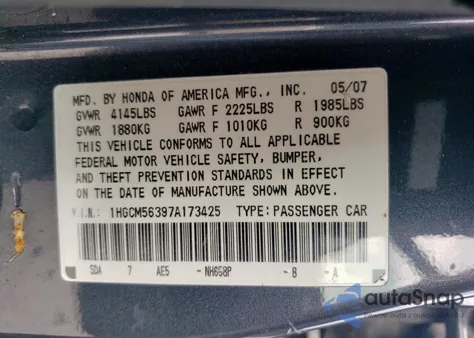 MFD. BY HONDA OF AMERICA MFG., INC. 05/07
GVWR 4145LBS GAWR F 2225LBS R 1985LBS
GVWR 1880KG GAWR F 1010KG R 900KG
THIS VEHICLE CONFORMS TO ALL APPLICABLE
FEDERAL MOTOR VEHICLE SAFETY, BUMPER,
AND THEFT PREVENTION STANDARDS IN EFFECT
ON THE DATE OF MANUFACTURE SHOWN ABOVE.
V.I.N.: 1HGCM56397A173425 TYPE: PASSENGER CAR
SDA 7 AE5 -NH658P -B -A
autoSnap